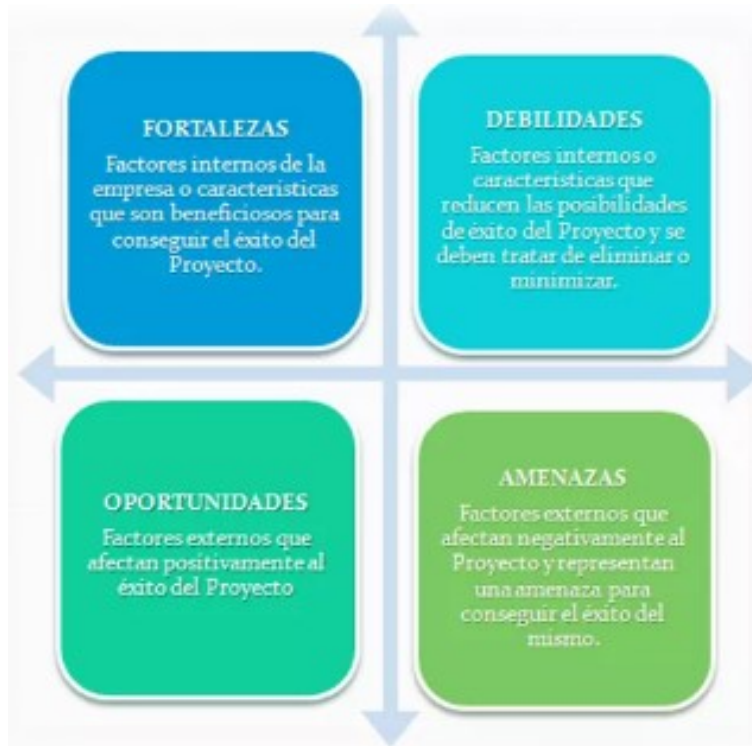 FORTALEZAS
Factores internos de la
empresa o características
que son beneficiosos para
conseguir el éxito del
Proyecto.
DEBILIDADES
Factores internos o
características que
reducen las posibilidades
de éxito del Proyecto y se
deben tratar de eliminar o
minimizar.
OPORTUNIDADES
Factores externos que
afectan positivamente al
éxito del Proyecto
AMENAZAS
Factores externos que
afectan negativamente al
Proyecto y representan
una amenaza para
conseguir el éxito del
mismo.